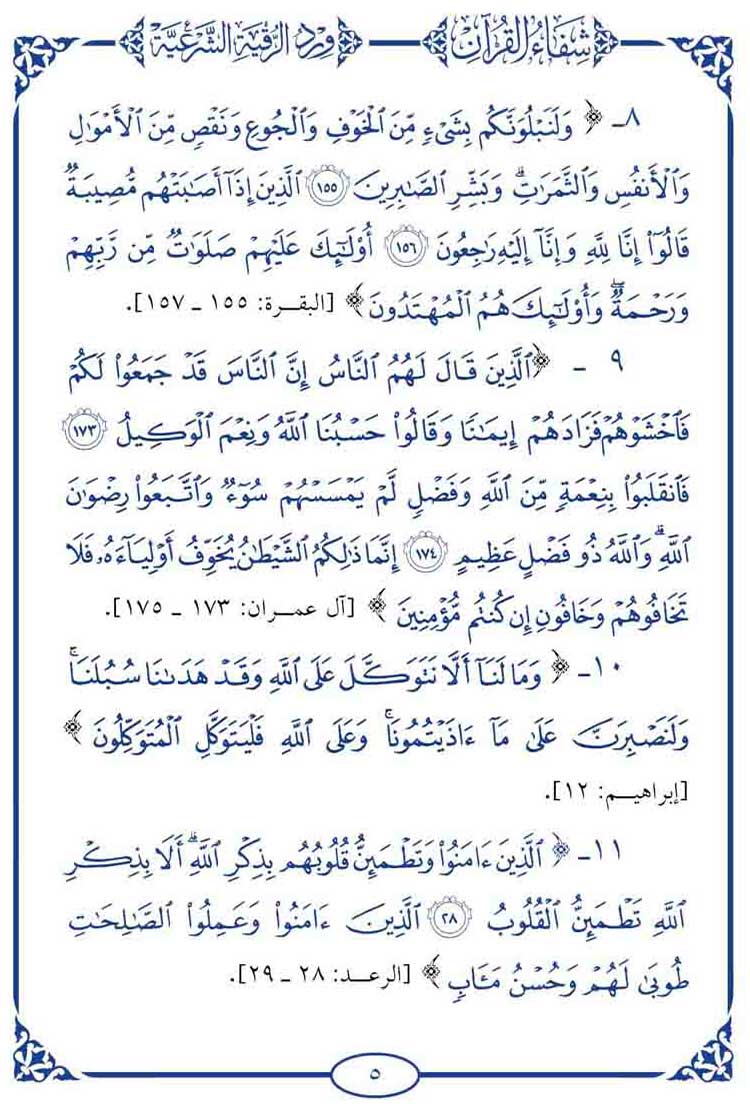 شفاء القرآن ورد الرقية الشرعية
٨ـ ﴿ وَلَنَبْلُوَنَّكُم بِشَيْءٍ مِّنَ ٱلْخَوْفِ وَٱلْجُوعِ وَنَقْصٍ مِّنَ ٱلْأَمْوَٰلِ
وَٱلْأَنفُسِ وَٱلثَّمَرَٰتِ ۗ وَبَشِّرِ ٱلصَّٰبِرِينَ ١٥٥ ٱلَّذِينَ إِذَآ أَصَٰبَتْهُم مُّصِيبَةٌ
قَالُوٓا۟ إِنَّا لِلَّهِ وَإِنَّآ إِلَيْهِ رَٰجِعُونَ ١٥٦ أُو۟لَٰٓئِكَ عَلَيْهِمْ صَلَوَٰتٌ مِّن رَّبِّهِمْ
وَرَحْمَةٌ ۖ وَأُو۟لَٰٓئِكَ هُمُ ٱلْمُهْتَدُونَ ﴾ [البقرة: ١٥٥ ـ ١٥٧].
٩ ـ ﴿ ٱلَّذِينَ قَالَ لَهُمُ ٱلنَّاسُ إِنَّ ٱلنَّاسَ قَدْ جَمَعُوا۟ لَكُمْ
فَٱخْشَوْهُمْ فَزَادَهُمْ إِيمَٰنًا وَقَالُوا۟ حَسْبُنَا ٱللَّهُ وَنِعْمَ ٱلْوَكِيلُ ١٧٣
فَٱنقَلَبُوا۟ بِنِعْمَةٍ مِّنَ ٱللَّهِ وَفَضْلٍ لَّمْ يَمْسَسْهُمْ سُوٓءٌ وَٱتَّبَعُوا۟ رِضْوَٰنَ
ٱللَّهِ ۗ وَٱللَّهُ ذُو فَضْلٍ عَظِيمٍ ١٧٤ إِنَّمَا ذَٰلِكُمُ ٱلشَّيْطَٰنُ يُخَوِّفُ أَوْلِيَآءَهُۥ فَلَا
تَخَافُوهُمْ وَخَافُونِ إِن كُنتُم مُّؤْمِنِينَ ﴾ [آل عمران: ١٧٣ ـ ١٧٥].
١٠ـ ﴿ وَمَا لَنَآ أَلَّا نَتَوَكَّلَ عَلَى ٱللَّهِ وَقَدْ هَدَىٰنَا سُبُلَنَا ۚ
وَلَنَصْبِرَنَّ عَلَىٰ مَآ ءَاذَيْتُمُونَا ۚ وَعَلَى ٱللَّهِ فَلْيَتَوَكَّلِ ٱلْمُتَوَكِّلُونَ ﴾
[إبراهيم: ١٢].
١١ـ ﴿ ٱلَّذِينَ ءَامَنُوا۟ وَتَطْمَئِنُّ قُلُوبُهُم بِذِكْرِ ٱللَّهِ ۗ أَلَا بِذِكْرِ
ٱللَّهِ تَطْمَئِنُّ ٱلْقُلُوبُ ٢٨ ٱلَّذِينَ ءَامَنُوا۟ وَعَمِلُوا۟ ٱلصَّٰلِحَٰتِ
طُوبَىٰ لَهُمْ وَحُسْنُ مَـَٔابٍ ﴾ [الرعد: ٢٨ ـ ٢٩].
٥